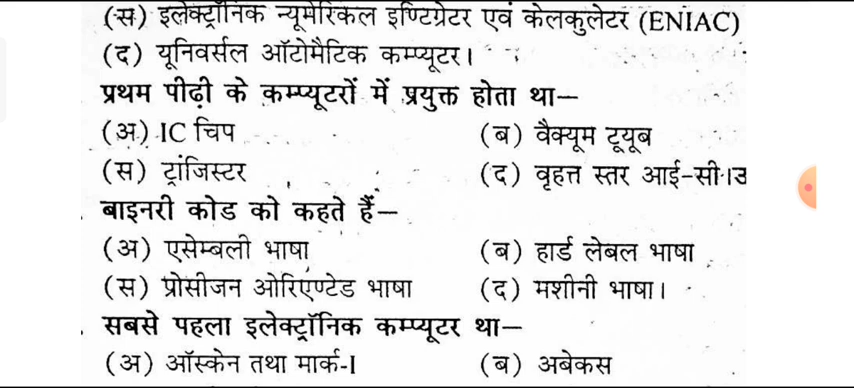 (स) इलेक्ट्रॉनिक न्यूमेरिकल इण्टिग्रेटर एवं केलकुलेटर (ENIAC)
(द) यूनिवर्सल ऑटोमैटिक कम्प्यूटर।
प्रथम पीढ़ी के कम्प्यूटरों में प्रयुक्त होता था—
(अ) IC चिप (ब) वैक्यूम टूयूब
(स) ट्रांजिस्टर (द) वृहत्त स्तर आई-सी।उ
बाइनरी कोड को कहते हैं—
(अ) एसेम्बली भाषा (ब) हार्ड लेबल भाषा
(स) प्रोसीजन ओरिएण्टेड भाषा (द) मशीनी भाषा।
सबसे पहला इलेक्ट्रॉनिक कम्प्यूटर था—
(अ) ऑस्केन तथा मार्क-I (ब) अबेकस